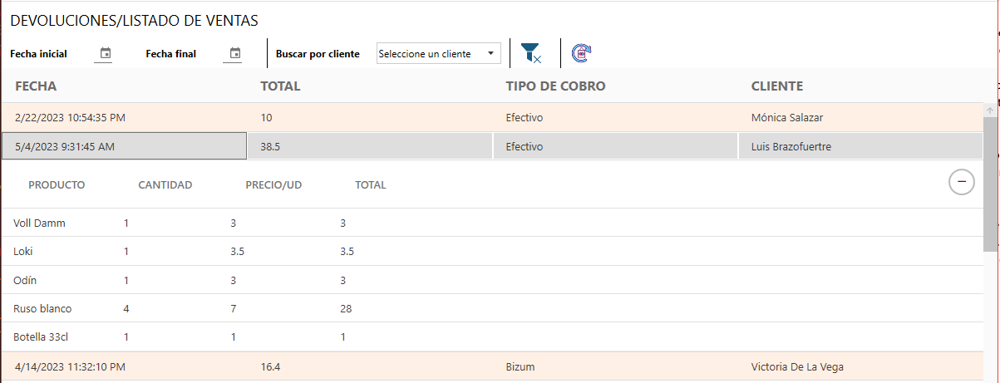 DEVOLUCIONES/LISTADO DE VENTAS
Fecha inicial Fecha final Buscar por cliente Seleccione un cliente
FECHA TOTAL TIPO DE COBRO CLIENTE
2/22/2023 10:54:35 PM 10 Efectivo Mónica Salazar
5/4/2023 9:31:45 AM 38.5 Efectivo Luis Brazofuertre
PRODUCTO CANTIDAD PRECIO/UD TOTAL
Voll Damm 1 3 3
Loki 1 3.5 3.5
Odín 1 3 3
Ruso blanco 4 7 28
Botella 33cl 1 1 1
4/14/2023 11:32:10 PM 16.4 Bizum Victoria De La Vega